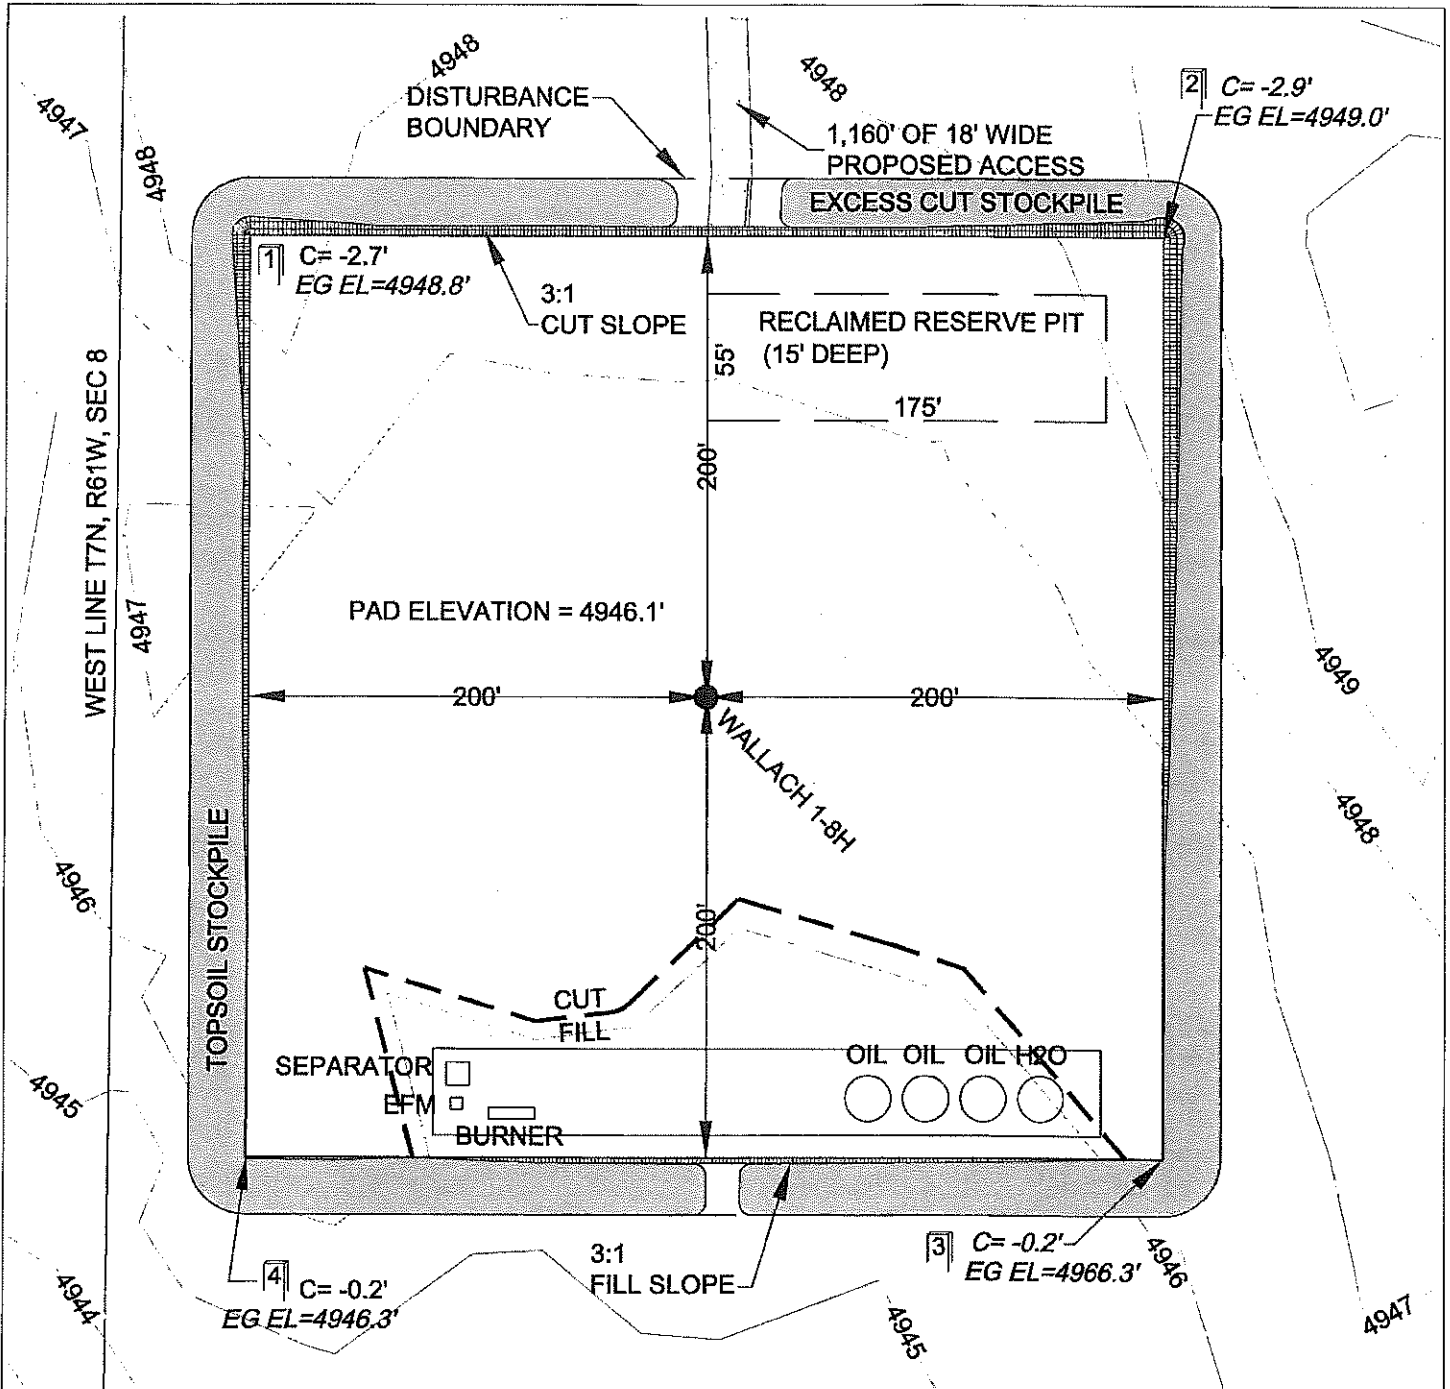 4948
4948
4947
4948
DISTURBANCE
BOUNDARY
1,160' OF 18' WIDE
PROPOSED ACCESS
2 C= -2.9'
EG EL=4949.0'
EXCESS CUT STOCKPILE
1 C= -2.7'
EG EL=4948.8'
3:1
CUT SLOPE
RECLAIMED RESERVE PIT
(15' DEEP)
55'
175'
200'
WEST LINE T7N, R61W, SEC 8
4947
PAD ELEVATION = 4946.1'
200'
200'
4949
WALLACH 1-8H
4948
TOPSOIL STOCKPILE
4946
200'
CUT
FILL
SEPARATOR
EFM
BURNER
OIL OIL OIL H2O
4945
3:1
FILL SLOPE
3 C= -0.2'
EG EL=4966.3'
4946
4 C= -0.2'
EG EL=4946.3'
4944
4945
4947